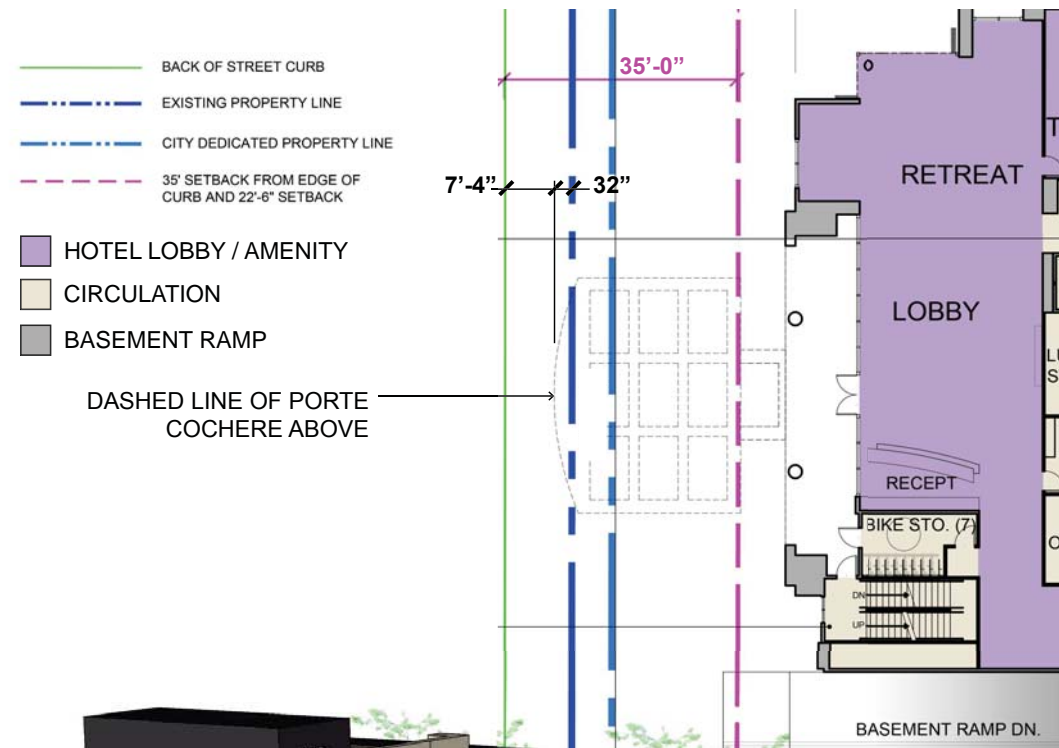 BACK OF STREET CURB
EXISTING PROPERTY LINE
CITY DEDICATED PROPERTY LINE
35' SETBACK FROM EDGE OF
CURB AND 22'-6" SETBACK
HOTEL LOBBY / AMENITY
CIRCULATION
BASEMENT RAMP
35’-0”
7’-4”
32”
DASHED LINE OF PORTE
COCHERE ABOVE
RETREAT
LOBBY
RECEPT
BIKE STO. (7)
DN
UP
BASEMENT RAMP DN.